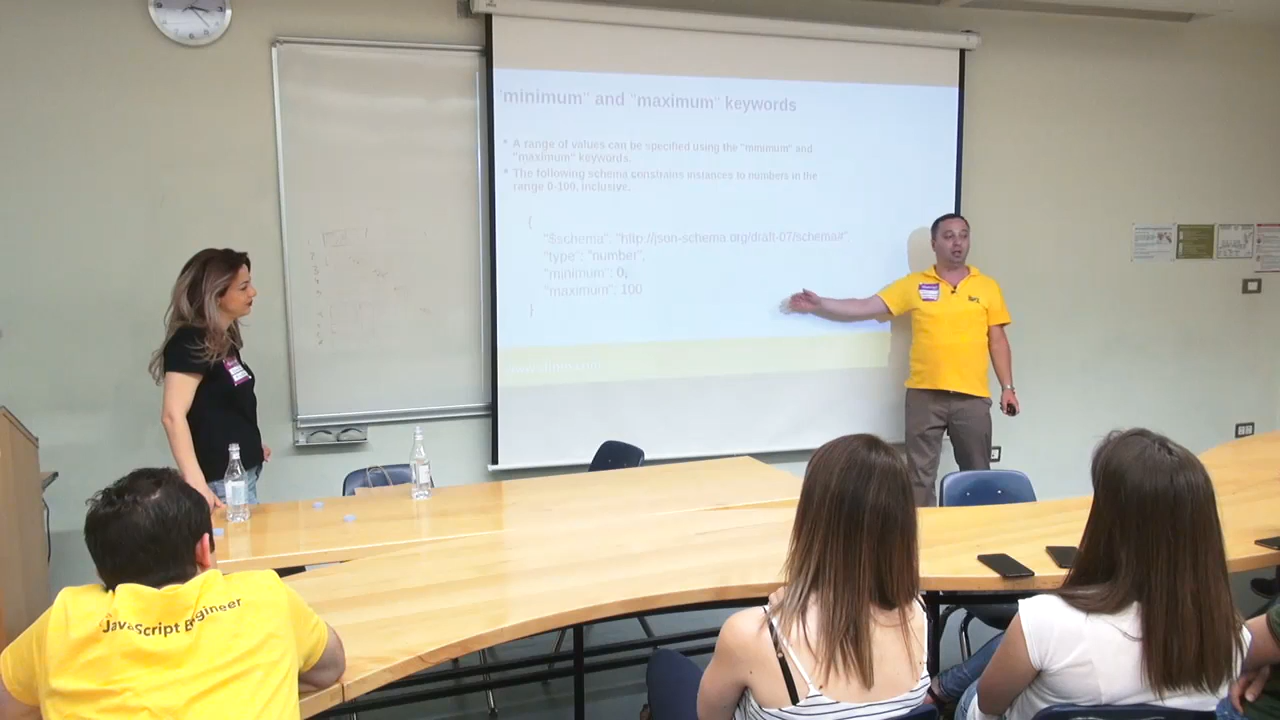 "minimum" and "maximum" keywords
* A range of values can be specified using the "minimum" and
"maximum" keywords.
* The following schema constrains instances to numbers in the
range 0-100, inclusive.
{
"$schema": "http://json-schema.org/draft-07/schema#",
"type": "number",
"minimum": 0,
"maximum": 100
}
JavaScript Engineer